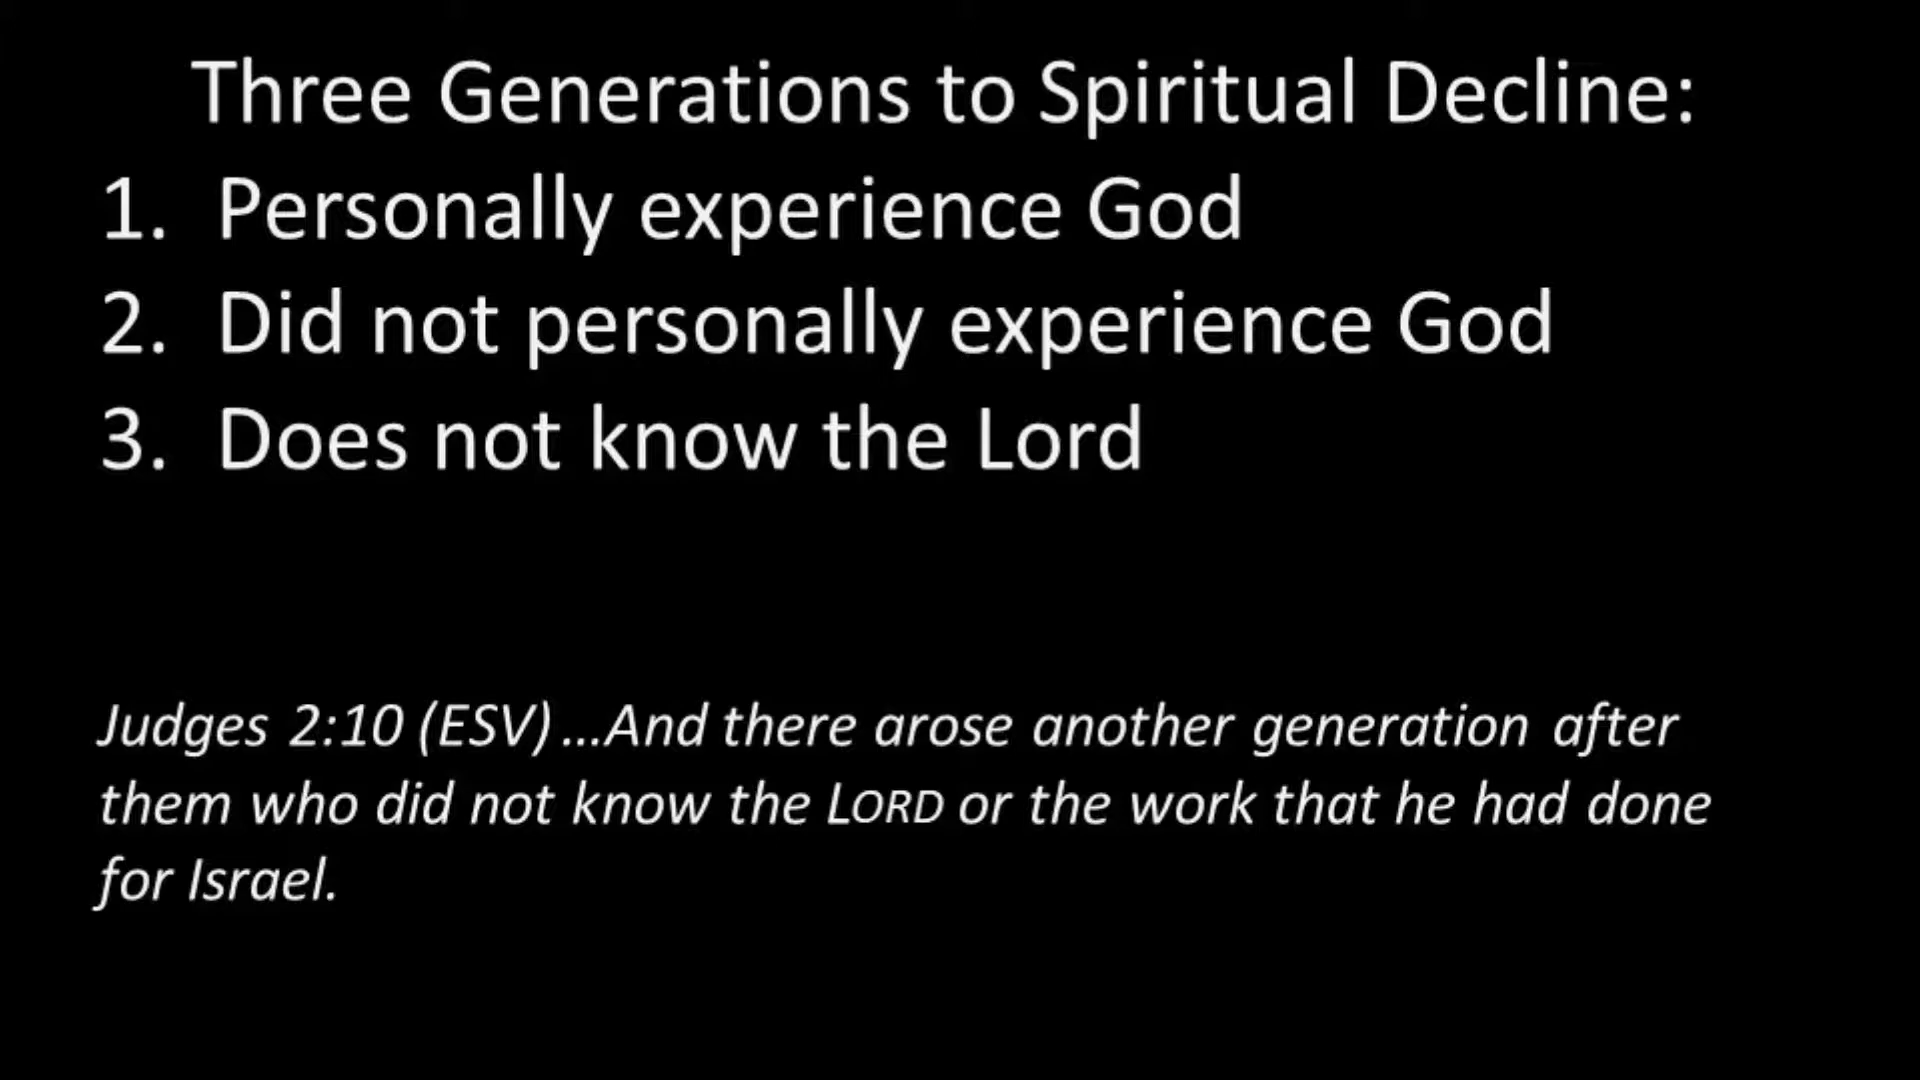 Three Generations to Spiritual Decline:
1. Personally experience God
2. Did not personally experience God
3. Does not know the Lord
Judges 2:10 (ESV) ...And there arose another generation after
them who did not know the LORD or the work that he had done
for Israel.